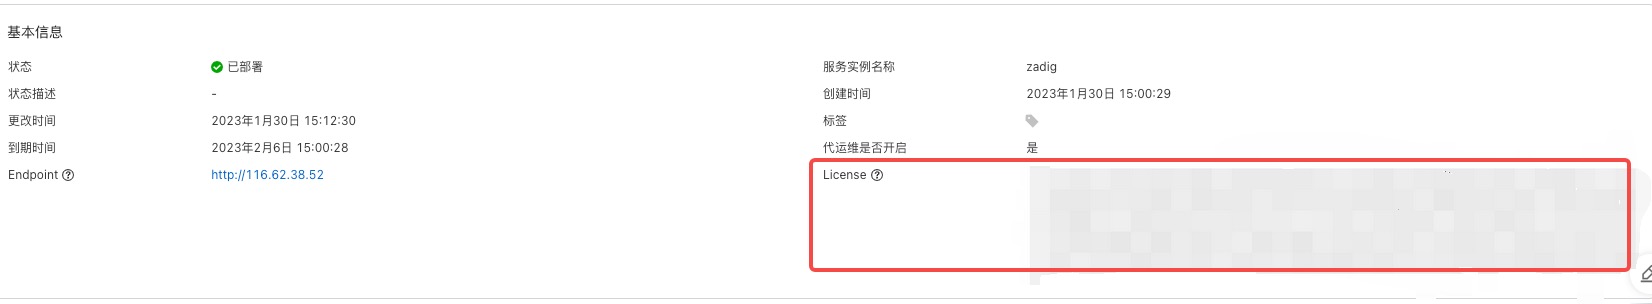 基本信息
状态 已部署 服务实例名称 zadig
状态描述 - 创建时间 2023年1月30日 15:00:29
更改时间 2023年1月30日 15:12:30 标签
到期时间 2023年2月6日 15:00:28 代运维是否开启 是
Endpoint http://116.62.38.52 License